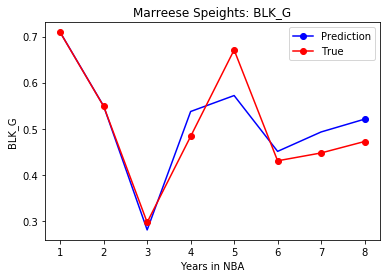 Marreese Speights: BLK_G
Prediction
True
0.7
0.6
0.5
0.4
0.3
BLK_G
1 2 3 4 5 6 7 8
Years in NBA